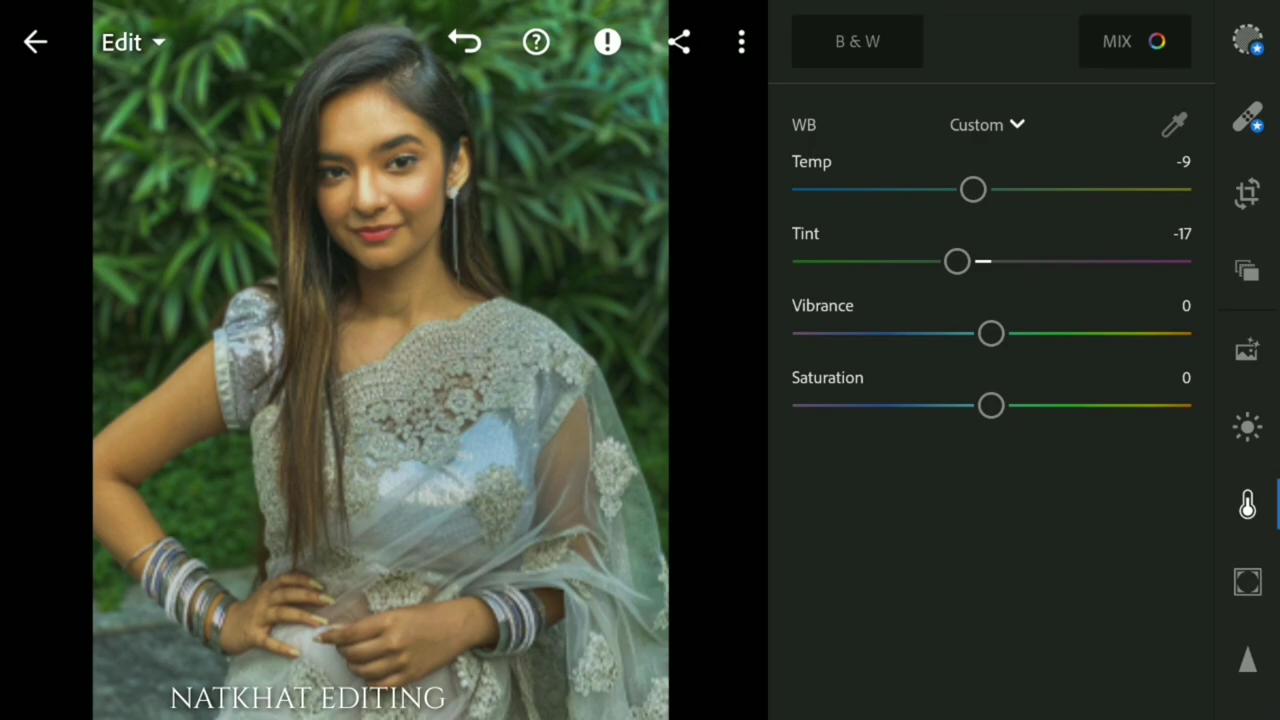 Edit
B & W
MIX
WB
Custom
Temp
-9
Tint
-17
Vibrance
0
Saturation
0
NATKHAT EDITING